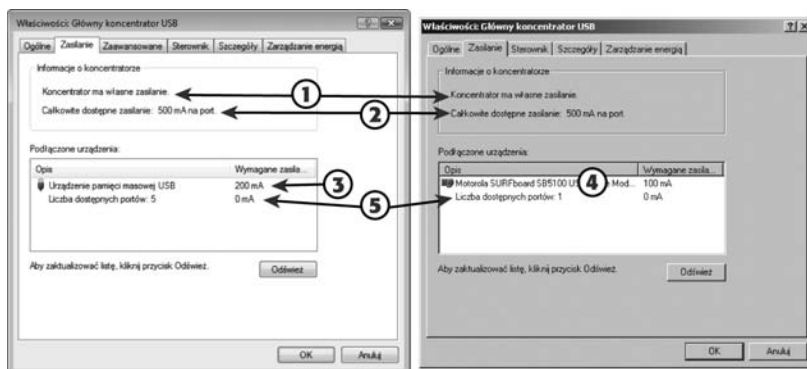 Właściwości: Główny koncentrator USB
Ogólne Zasilanie Zaawansowane Sterownik Szczegóły Zarządzanie energią
Informacje o koncentratorze
Koncentrator ma własne zasilanie.
Całkowite dostępne zasilanie: 500 mA na port.
Podłączone urządzenia:
Opis Wymagane zasila...
Urządzenie pamięci masowej USB 200 mA
Liczba dostępnych portów: 5 0 mA
Aby zaktualizować listę, kliknij przycisk Odśwież. Odśwież
OK Anuluj
1
2
3
4
5
Właściwości: Główny koncentrator USB
Ogólne Zasilanie Sterownik Szczegóły Zarządzanie energią
Informacje o koncentratorze
Koncentrator ma własne zasilanie.
Całkowite dostępne zasilanie: 500 mA na port.
Podłączone urządzenia:
Opis Wymagane zasila...
Motorola SURFboard SB5100 Mod... 100 mA
Liczba dostępnych portów: 1 0 mA
Aby zaktualizować listę, kliknij przycisk Odśwież. Odśwież
OK Anuluj